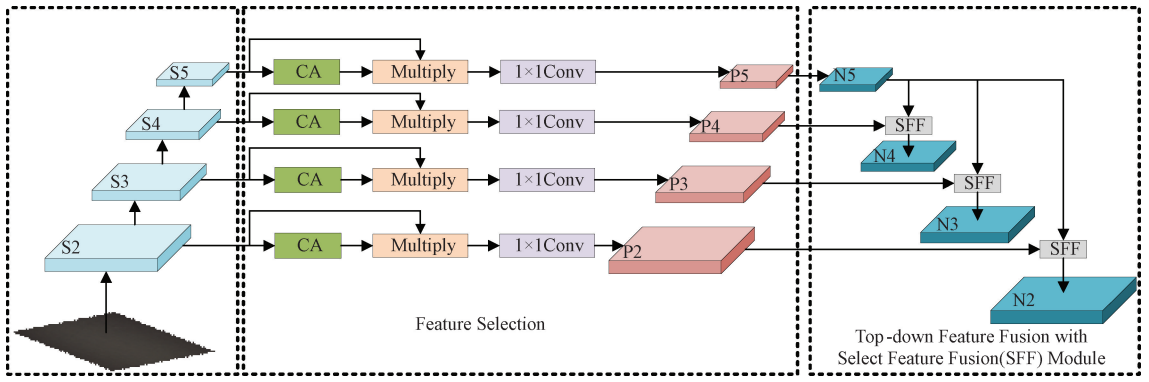 S5 CA Multiply 1×1Conv P5 N5
S4 CA Multiply 1×1Conv P4 SFF
N4
S3 CA Multiply 1×1Conv P3 SFF
N3
S2 CA Multiply 1×1Conv P2 SFF
N2
Feature Selection
Top-down Feature Fusion with
Select Feature Fusion(SFF) Module